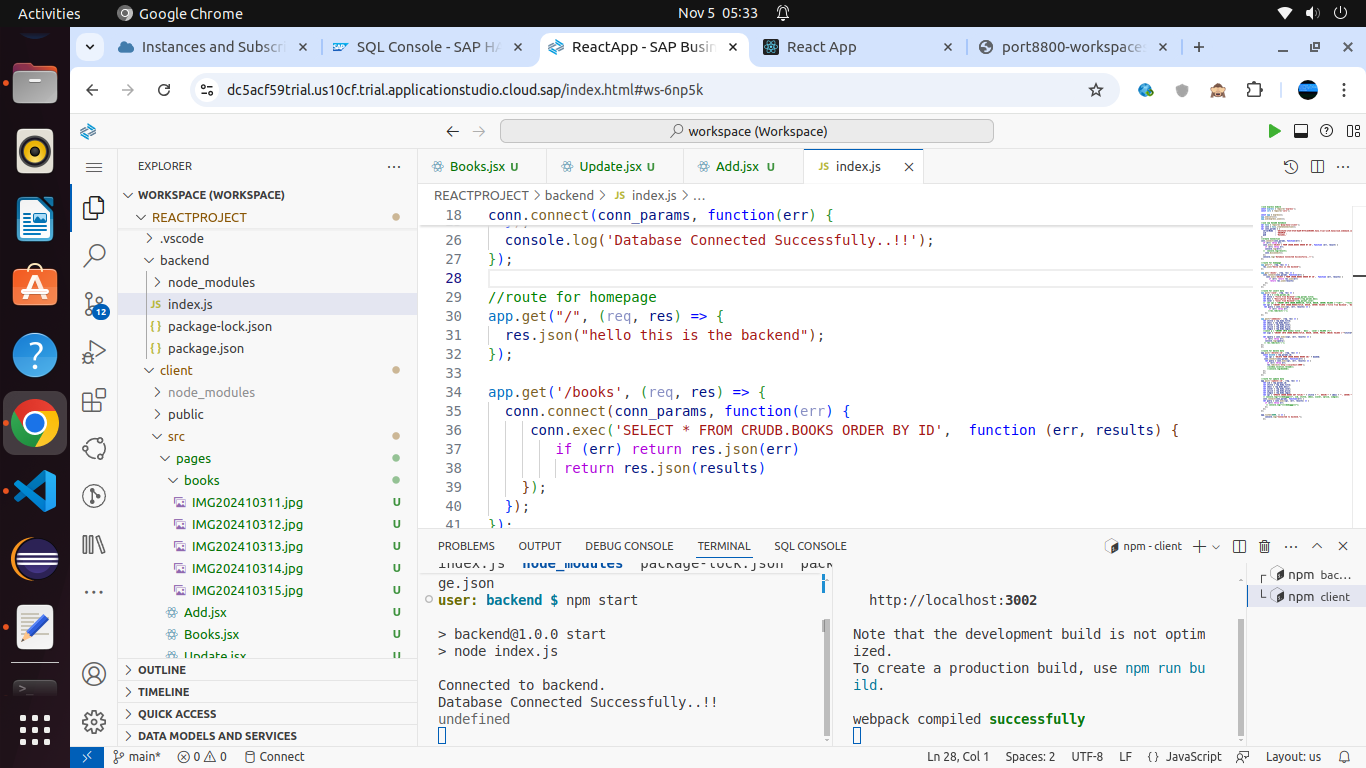 Activities
Google Chrome
Nov 5 05:33
Instances and Subscri
SQL Console - SAP HA
ReactApp - SAP Busin
React App
port8800-workspace
dc5acf59trial.us10cf.trial.applicationstudio.cloud.sap/index.html#ws-6np5k
workspace (Workspace)
EXPLORER
WORKSPACE (WORKSPACE)
REACTPROJECT
.vscode
backend
node_modules
index.js
package-lock.json
package.json
client
node_modules
public
src
pages
books
IMG202410311.jpg U
IMG202410312.jpg U
IMG202410313.jpg U
IMG202410314.jpg U
IMG202410315.jpg U
Add.jsx U
Books.jsx U
Update.jsx U
OUTLINE
TIMELINE
QUICK ACCESS
DATA MODELS AND SERVICES
12
Books.jsx U
Update.jsx U
Add.jsx U
JS index.js
REACTPROJECT > backend > JS index.js > ...
18 conn.connect(conn_params, function(err) {
26 console.log('Database Connected Successfully..!!');
27 });
28
29 //route for homepage
30 app.get("/", (req, res) => {
31 res.json("hello this is the backend");
32 });
33
34 app.get('/books', (req, res) => {
35 conn.connect(conn_params, function(err) {
36 conn.exec('SELECT * FROM CRUDB.BOOKS ORDER BY ID', function (err, results) {
37 if (err) return res.json(err)
38 return res.json(results)
39 });
40 });
41 });
PROBLEMS
OUTPUT
DEBUG CONSOLE
TERMINAL
SQL CONSOLE
npm - client
index.js node_modules package-lock.json pack
ge.json
user: backend $ npm start
> backend@1.0.0 start
> node index.js
Connected to backend.
Database Connected Successfully..!!
undefined
http://localhost:3002
Note that the development build is not optim
ized.
To create a production build, use npm run bu
ild.
webpack compiled successfully
npm bac...
npm client
main*
0 0
Connect
Ln 28, Col 1
Spaces: 2
UTF-8
LF
{ } JavaScript
Layout: us